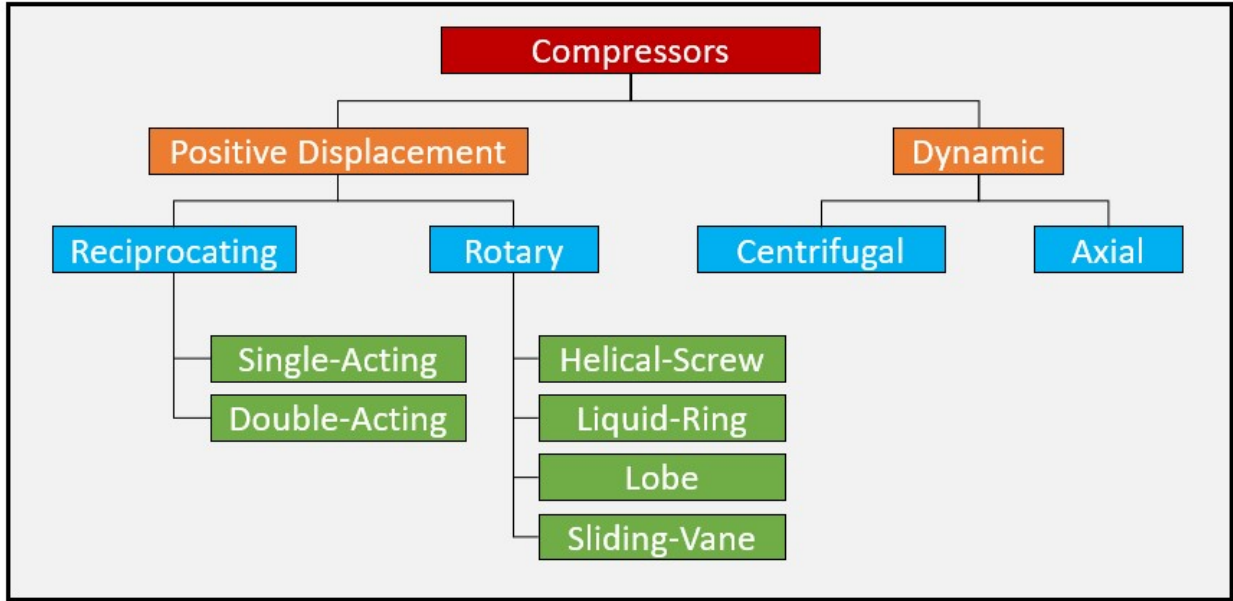 Compressors
Positive Displacement
Dynamic
Reciprocating
Rotary
Centrifugal
Axial
Single-Acting
Helical-Screw
Double-Acting
Liquid-Ring
Lobe
Sliding-Vane